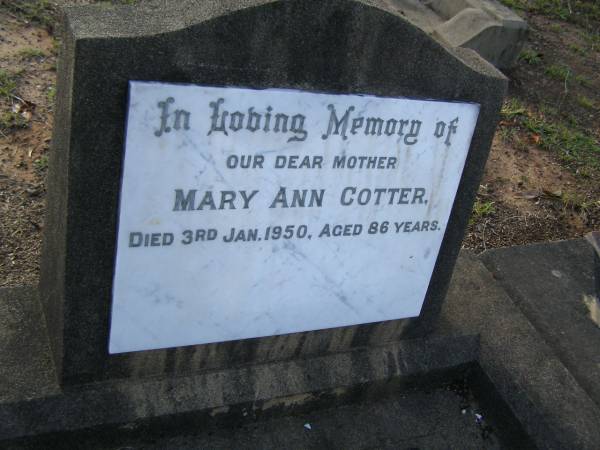 In Loving Memory of
OUR DEAR MOTHER
MARY ANN COTTER,
DIED 3RD JAN. 1950, AGED 86 YEARS.